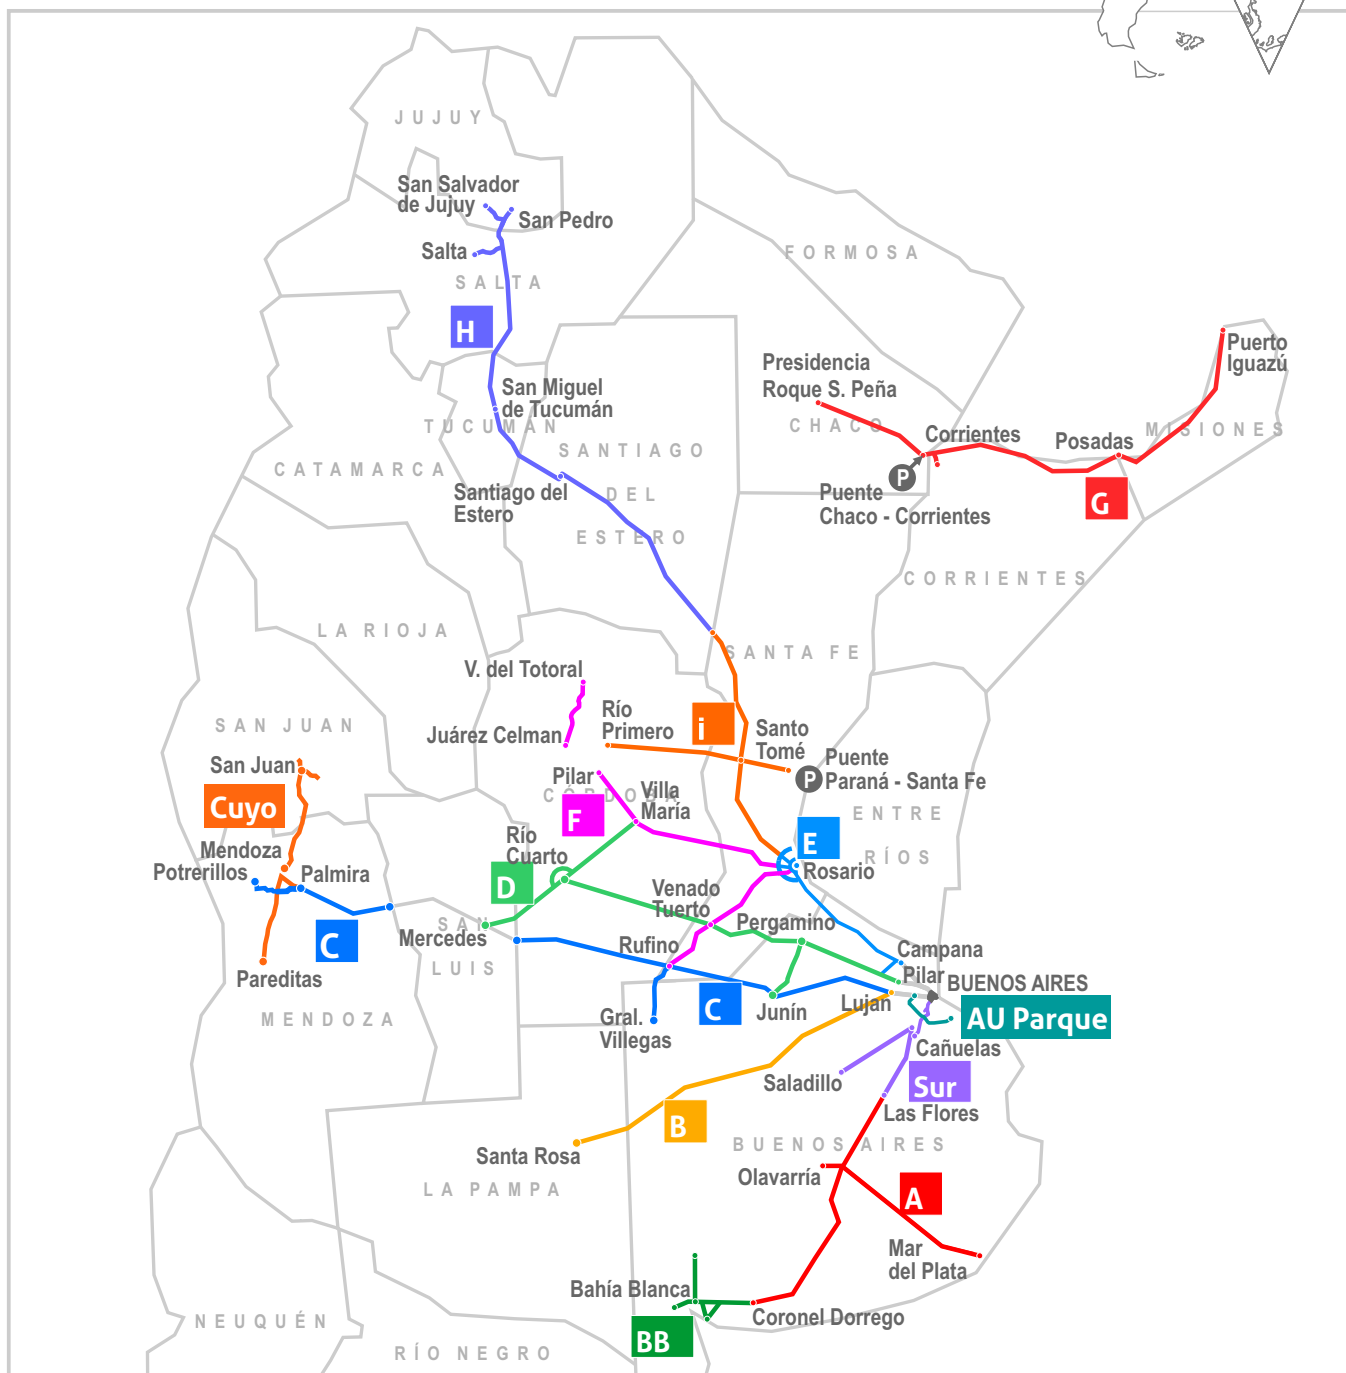 JUJUY
San Salvador
de Jujuy
San Pedro
Salta
SALTA
FORMOSA
H
Puerto
Iguazú
Presidencia
Roque S. Peña
San Miguel
de Tucumán
TUCUMÁN
CHACO
Corrientes
Posadas
MISIONES
SANTIAGO
CATAMARCA
P
Santiago del
Estero
DEL
Puente
Chaco - Corrientes
G
ESTERO
CORRIENTES
LA RIOJA
SANTA FE
V. del Totoral
SAN JUAN
Juárez Celman
Río
Primero
i
Santo
Tomé
San Juan
Puente
Paraná - Santa Fe
P
Cuyo
Pilar
CÓRDOBA
Villa
María
F
ENTRE
RÍOS
E
Río
Cuarto
Rosario
Mendoza
Potrerillos
Palmira
D
Venado
Tuerto
Pergamino
SAN
LUIS
Mercedes
C
Rufino
Campana
Pilar
Pareditas
BUENOS AIRES
MENDOZA
Gral.
Villegas
C
Junín
Luján
AU Parque
Cañuelas
Saladillo
Sur
Las Flores
B
BUENOS AIRES
Santa Rosa
Olavarría
LA PAMPA
A
Mar
del Plata
Bahía Blanca
Coronel Dorrego
NEUQUÉN
BB
RÍO NEGRO